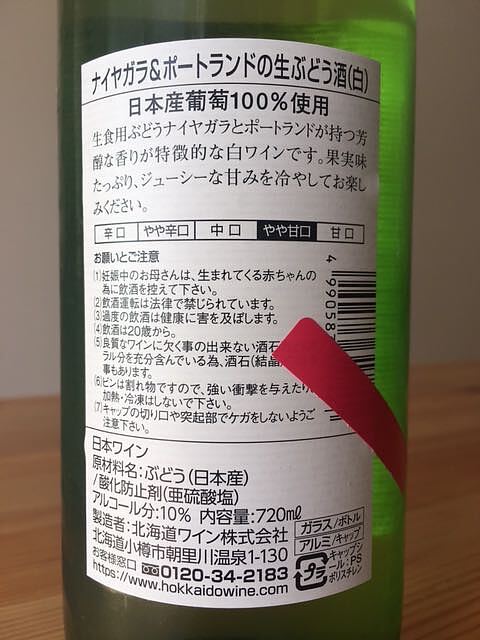 ナイヤガラ&ポートランドの生ぶどう酒(白)
日本産葡萄100%使用
生食用ぶどうナイヤガラとポートランドが持つ芳
醇な香りが特徴的な白ワインです。果実味
たっぷり、ジューシーな甘みを冷やしてお楽し
みください。
辛口 やや辛口 中口 やや甘口 甘口
お願いとご注意
(1)妊娠中のお母さんは、生まれてくる赤ちゃんの
為に飲酒を控えて下さい。
(2)飲酒運転は法律で禁じられています。
(3)過度の飲酒は健康に害を及ぼします。
(4)飲酒は20歳から。
(5)良質なワインに欠く事の出来ない酒石
ラル分を充分含んでいる為、酒石(結晶
事もあります。
(6)ビンは割れ物ですので、強い衝撃を与えたり、
加熱・冷凍はしないで下さい。
(7)キャップの切り口や突起部でケガをしないようご
注意下さい。
4 990587
日本ワイン
原材料名:ぶどう(日本産)
/酸化防止剤(亜硫酸塩)
アルコール分:10% 内容量:720mℓ
製造者:北海道ワイン株式会社
北海道小樽市朝里川温泉1-130
お客様窓口 0120-34-2183
https://www.hokkaidowine.com
ガラス/ボトル
アルミ/キャップ
プラ
キャップシ
ール:PS
ポリスチレン